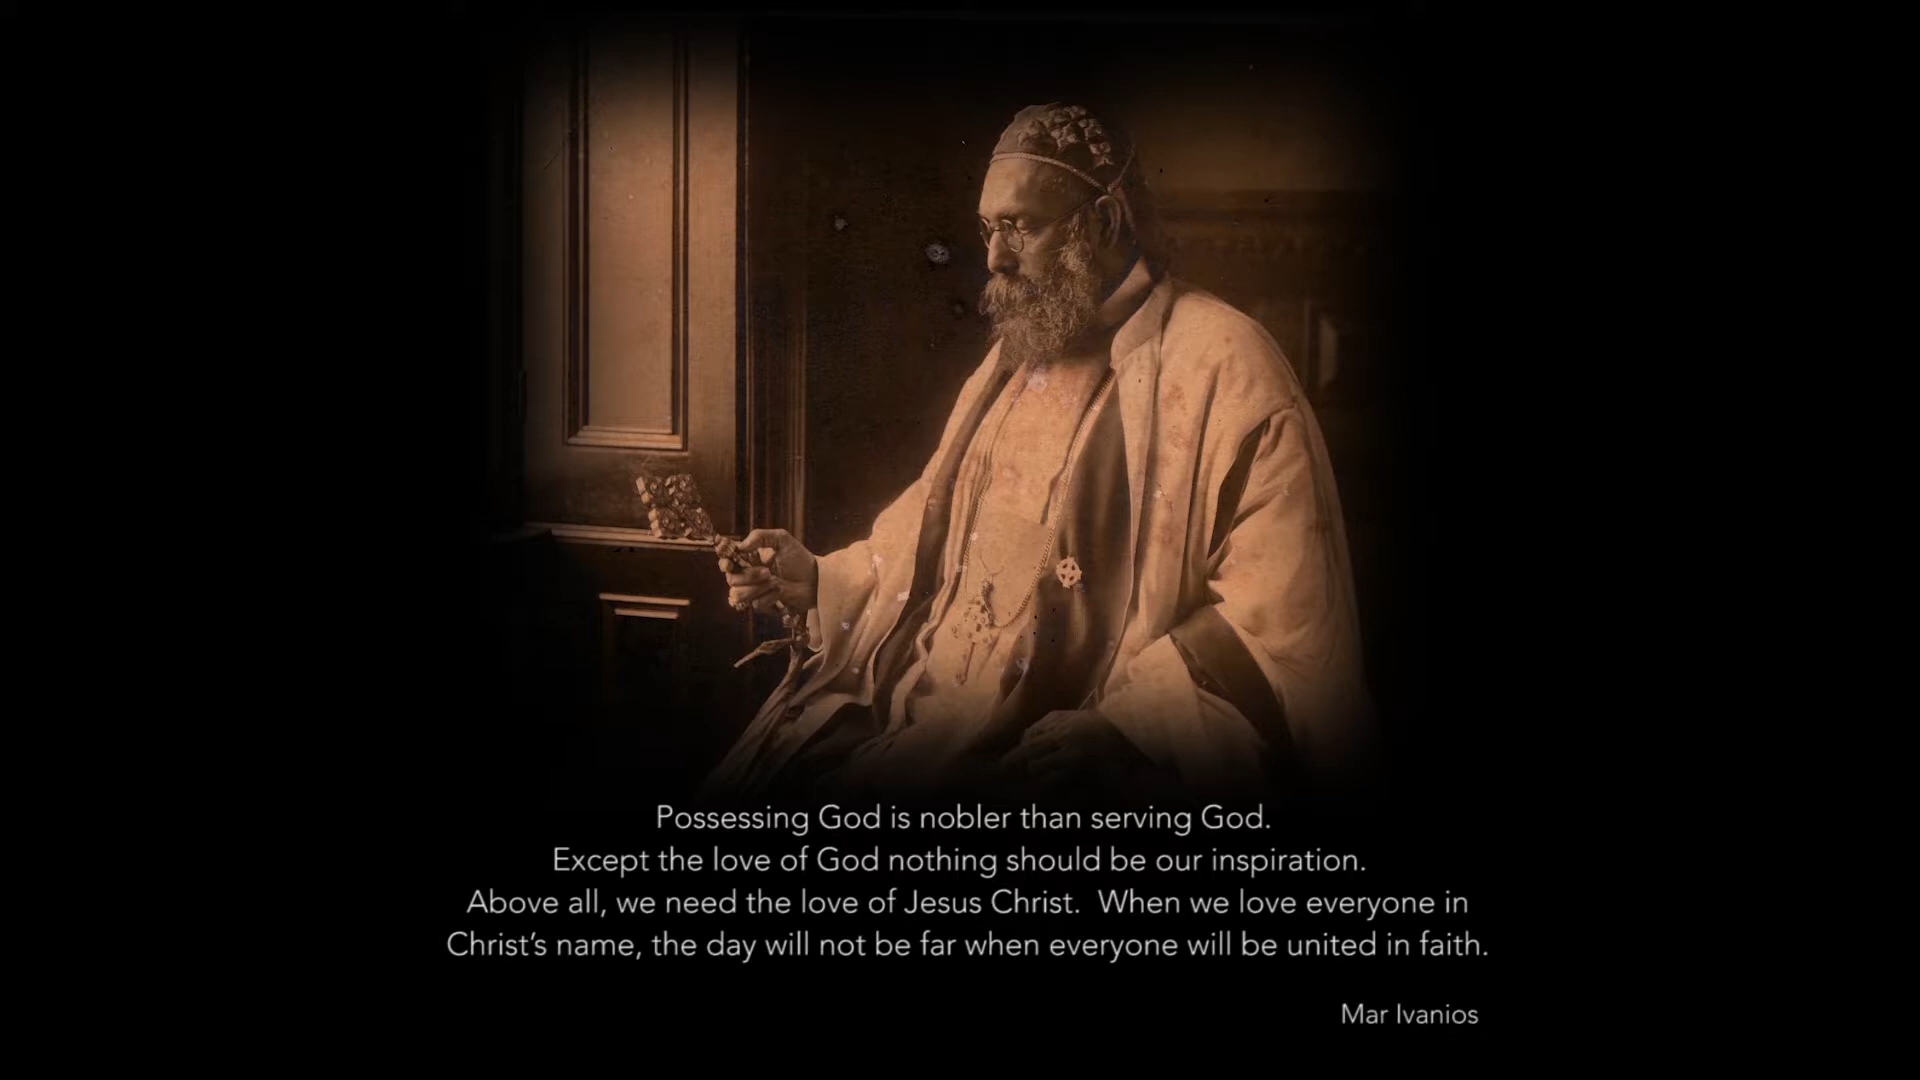 Possessing God is nobler than serving God.
Except the love of God nothing should be our inspiration.
Above all, we need the love of Jesus Christ.  When we love everyone in
Christ’s name, the day will not be far when everyone will be united in faith.
Mar Ivanios